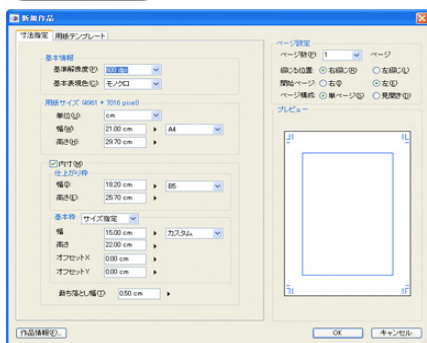 新規作品
寸法指定 用紙テンプレート
基本情報
基準解像度(P) 600 dpi
基本表現色(C) モノクロ
用紙サイズ (4961 * 7016 pixel)
単位(U) cm
幅(W) 21.00 cm A4
高さ(H) 29.70 cm
内寸(M)
仕上がり枠
幅(I) 18.20 cm B5
高さ(E) 25.70 cm
基本枠 サイズ指定
幅 15.00 cm カスタム
高さ 22.00 cm
オフセットX 0.00 cm
オフセットY 0.00 cm
裁ち落とし幅(T) 0.50 cm
作品情報(F)...
ページ設定
ページ数(P) 1 ページ
綴じる位置 右綴じ(R) 左綴じ(L)
開始ページ 右
左
ページ構成 単ページ(S) 見開き(D)
プレビュー
OK キャンセル